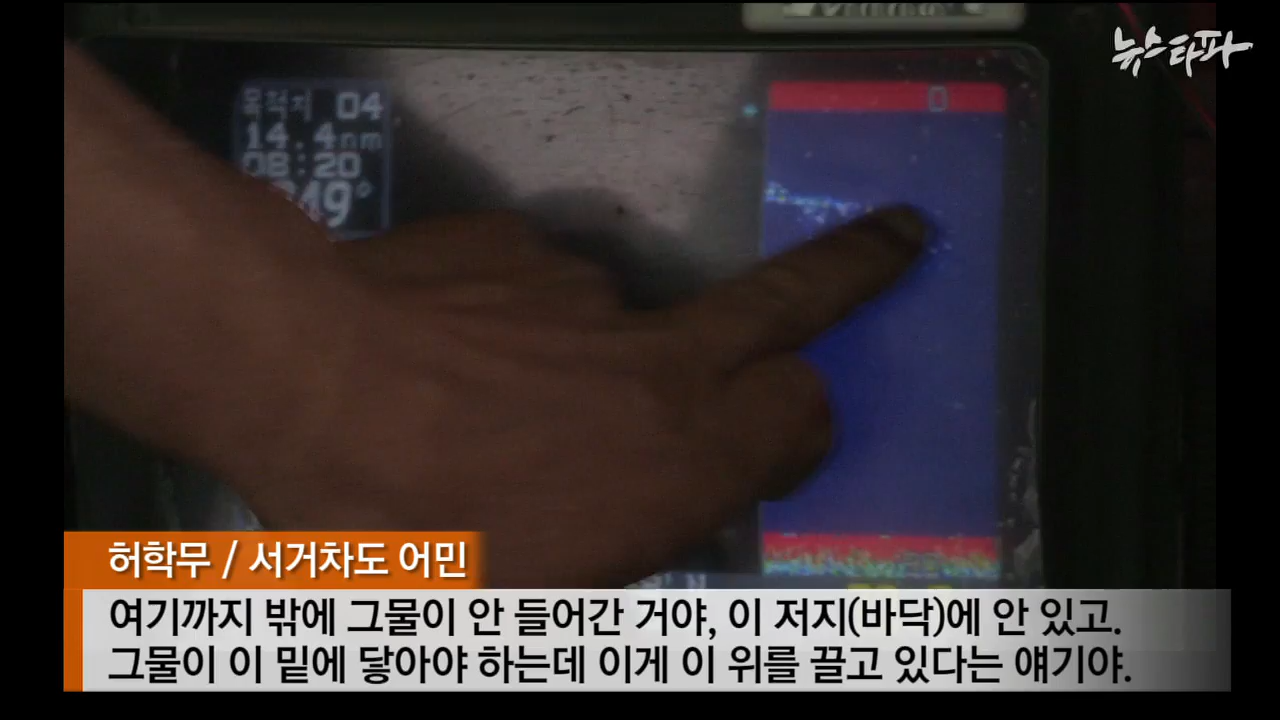 뉴스타파
목적지 04
14.4nm
08:20
49°
0
허학무 / 서거차도 어민
여기까지 밖에 그물이 안 들어간 거야, 이 저지(바닥)에 안 있고.
그물이 이 밑에 닿아야 하는데 이게 이 위를 끌고 있다는 얘기야.